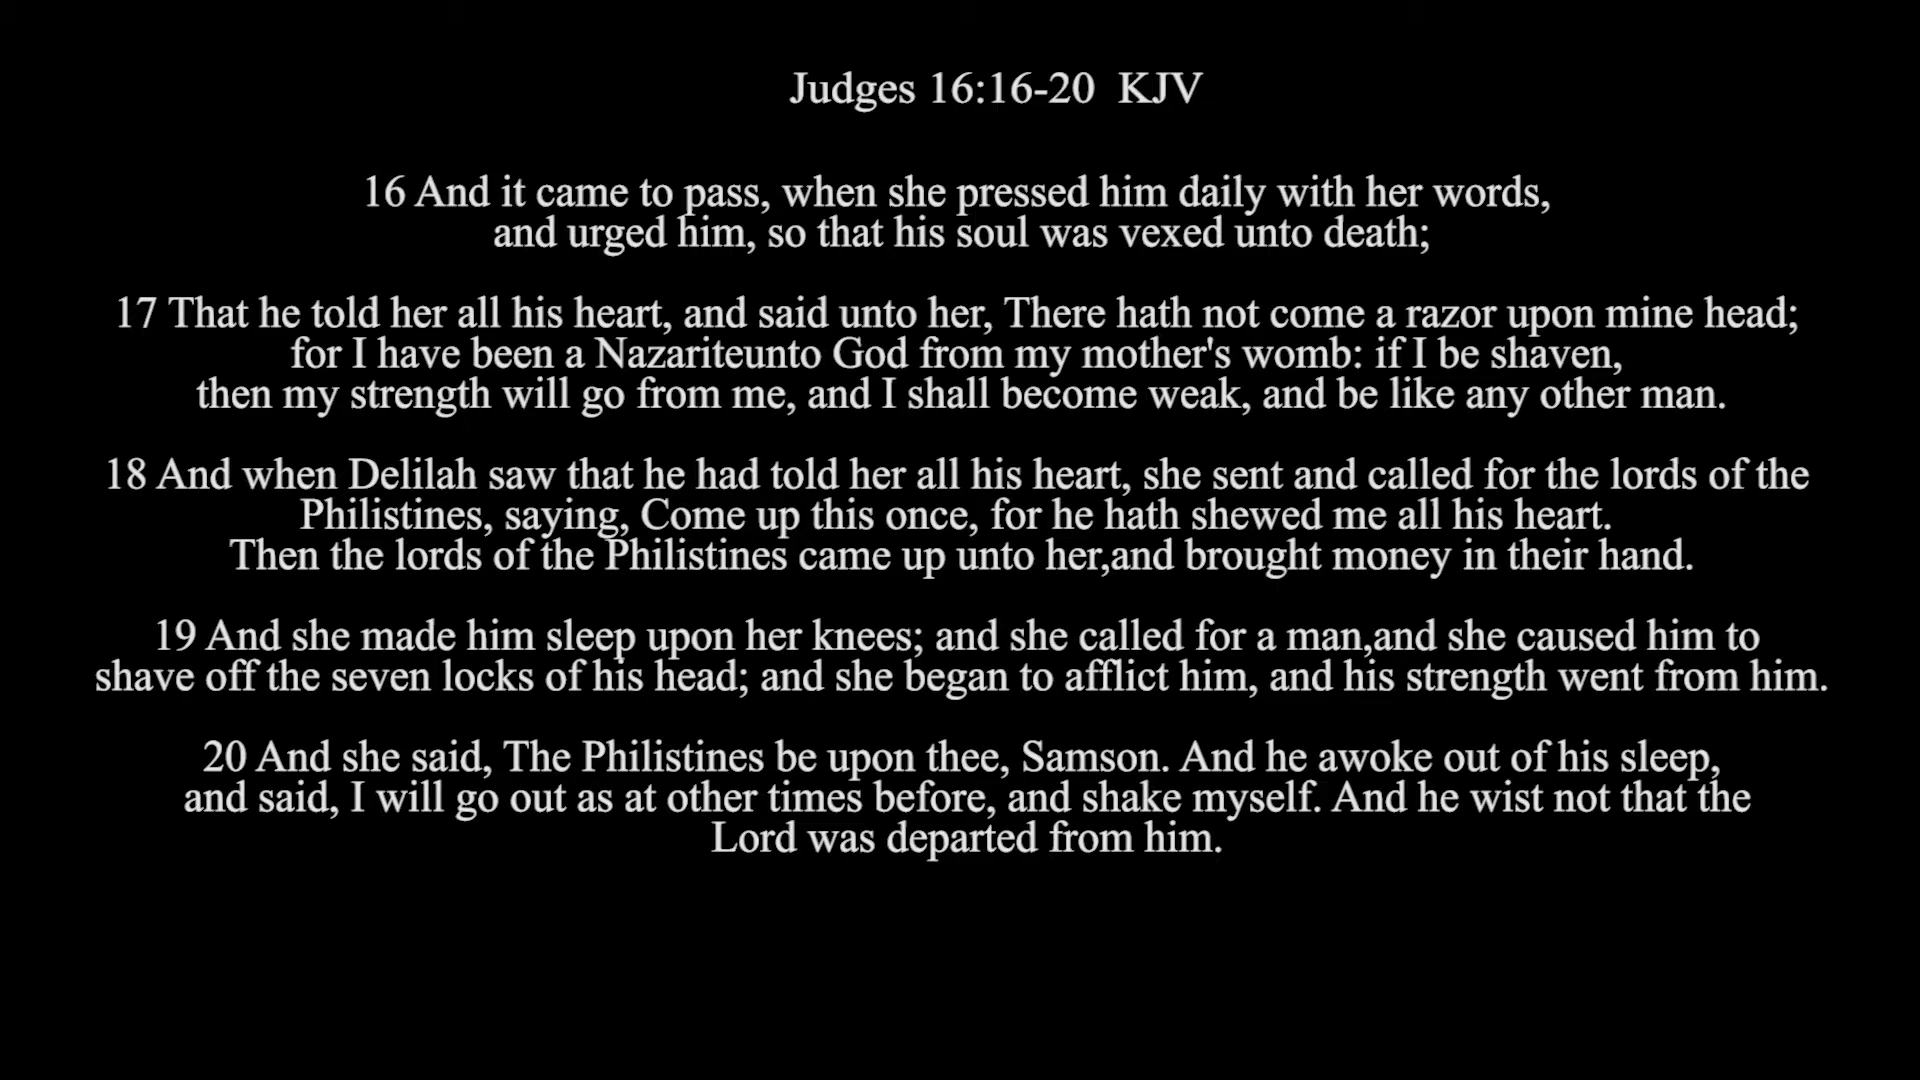 Judges 16:16-20  KJV
16 And it came to pass, when she pressed him daily with her words,
and urged him, so that his soul was vexed unto death;
17 That he told her all his heart, and said unto her, There hath not come a razor upon mine head;
for I have been a Nazariteunto God from my mother's womb: if I be shaven,
then my strength will go from me, and I shall become weak, and be like any other man.
18 And when Delilah saw that he had told her all his heart, she sent and called for the lords of the
Philistines, saying, Come up this once, for he hath shewed me all his heart.
Then the lords of the Philistines came up unto her,and brought money in their hand.
19 And she made him sleep upon her knees; and she called for a man,and she caused him to
shave off the seven locks of his head; and she began to afflict him, and his strength went from him.
20 And she said, The Philistines be upon thee, Samson. And he awoke out of his sleep,
and said, I will go out as at other times before, and shake myself. And he wist not that the
Lord was departed from him.